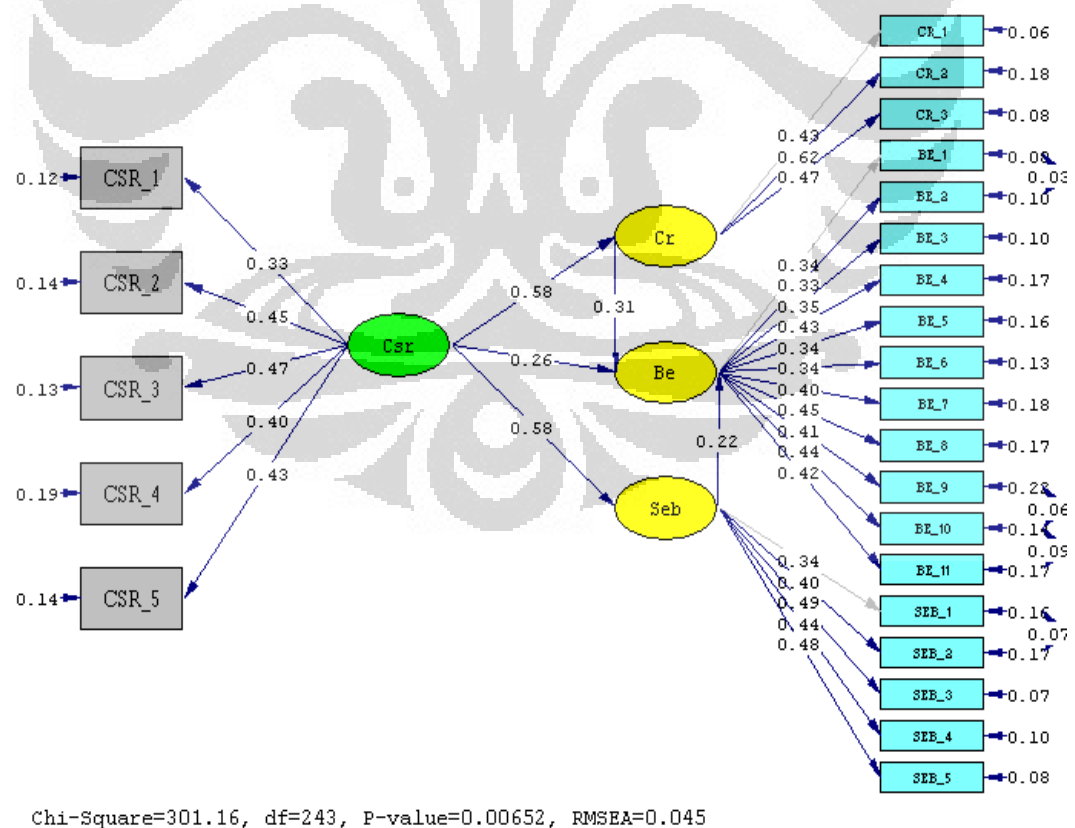 CR_1
0.06
CR_2
0.18
CR_3
0.08
BE_1
0.08
0.03
BE_2
0.10
BE_3
0.10
BE_4
0.17
BE_5
0.16
BE_6
0.13
BE_7
0.18
BE_8
0.17
BE_9
0.22
0.06
BE_10
0.14
0.09
BE_11
0.17
SEB_1
0.16
0.07
SEB_2
0.17
SEB_3
0.07
SEB_4
0.10
SEB_5
0.08
0.12
CSR_1
0.14
CSR_2
0.13
CSR_3
0.19
CSR_4
0.14
CSR_5
0.33
0.45
0.47
0.40
0.43
Csr
0.58
0.26
0.58
Cr
0.31
Be
0.22
Seb
0.43
0.62
0.47
0.34
0.33
0.35
0.43
0.34
0.34
0.40
0.45
0.41
0.44
0.42
0.34
0.40
0.49
0.44
0.48
Chi-Square=301.16, df=243, P-value=0.00652, RMSEA=0.045